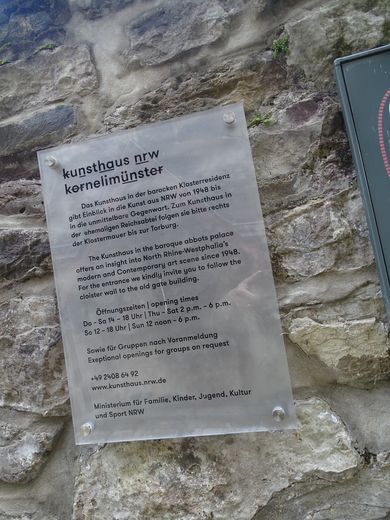 kunsthaus nrw
kornelimünster
Das Kunsthaus in der barocken Klosterresidenz
gibt Einblick in die Kunst aus NRW von 1948 bis
in die unmittelbare Gegenwart. Zum Kunsthaus in
der ehemaligen Reichsabtei folgen sie bitte rechts
der Klostermauer bis zur Torburg.
The Kunsthaus in the baroque abbots palace
offers an insight into North Rhine-Westphalia's
modern and Contemporary art scene since 1948.
For the entrance we kindly invite you to follow the
cloister wall to the old gate building.
Öffnungszeiten | opening times
Do - Sa 14 - 18 Uhr | Thu - Sat 2 p.m. - 6 p.m.
So 12 - 18 Uhr | Sun 12 noon - 6 p.m.
Sowie für Gruppen nach Voranmeldung
Exeptional openings for groups on request
+49 2408 64 92
www.kunsthaus.nrw.de
Ministerium für Familie, Kinder, Jugend, Kultur
und Sport NRW